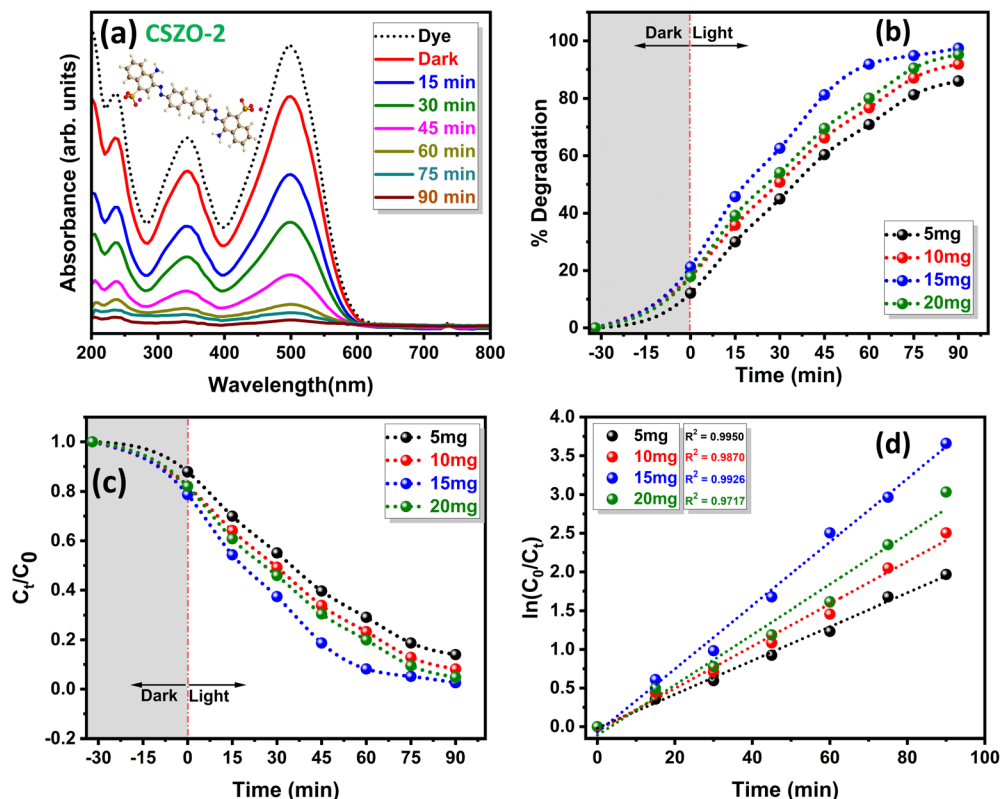 (a) CSZO-2
Dye
Dark
15 min
30 min
45 min
60 min
75 min
90 min
Absorbance (arb. units)
200 300 400 500 600 700 800
Wavelength(nm)
(b)
Dark Light
100
80
60
40
20
0
% Degradation
5mg
10mg
15mg
20mg
-30 -15 0 15 30 45 60 75 90
Time (min)
(c)
5mg
10mg
15mg
20mg
1.0
0.8
0.6
0.4
0.2
0.0
-0.2
Cₜ/C₀
Dark Light
-30 -15 0 15 30 45 60 75 90
Time (min)
(d)
5mg R² = 0.9950
10mg R² = 0.9870
15mg R² = 0.9926
20mg R² = 0.9717
4.0
3.5
3.0
2.5
2.0
1.5
1.0
0.5
0.0
ln(C₀/Cₜ)
0 20 40 60 80 100
Time (min)